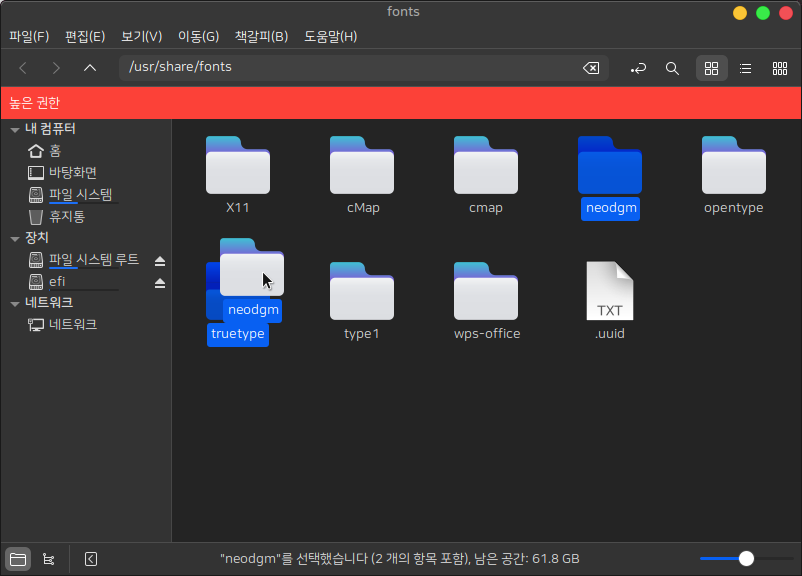 fonts
파일(F) 편집(E) 보기(V) 이동(G) 책갈피(B) 도움말(H)
/usr/share/fonts
높은 권한
내 컴퓨터
홈
바탕화면
파일 시스템
휴지통
장치
파일 시스템 루트
efi
네트워크
네트워크
X11 cMap cmap neodgm opentype
neodgm
truetype type1 wps-office .uuid
TXT
"neodgm"를 선택했습니다 (2 개의 항목 포함), 남은 공간: 61.8 GB